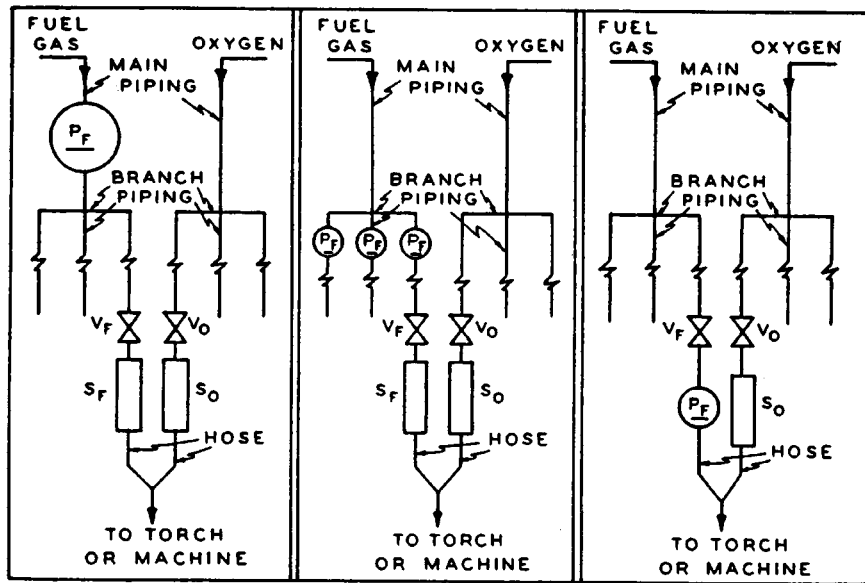 FUEL
GAS
OXYGEN
MAIN
PIPING
P_F
BRANCH
PIPING
V_F
V_O
S_F
S_O
HOSE
TO TORCH
OR MACHINE
FUEL
GAS
OXYGEN
MAIN
PIPING
BRANCH
PIPING
P_F P_F P_F
V_F
V_O
S_F
S_O
HOSE
TO TORCH
OR MACHINE
FUEL
GAS
OXYGEN
MAIN
PIPING
BRANCH
PIPING
V_F
V_O
P_F
S_O
HOSE
TO TORCH
OR MACHINE